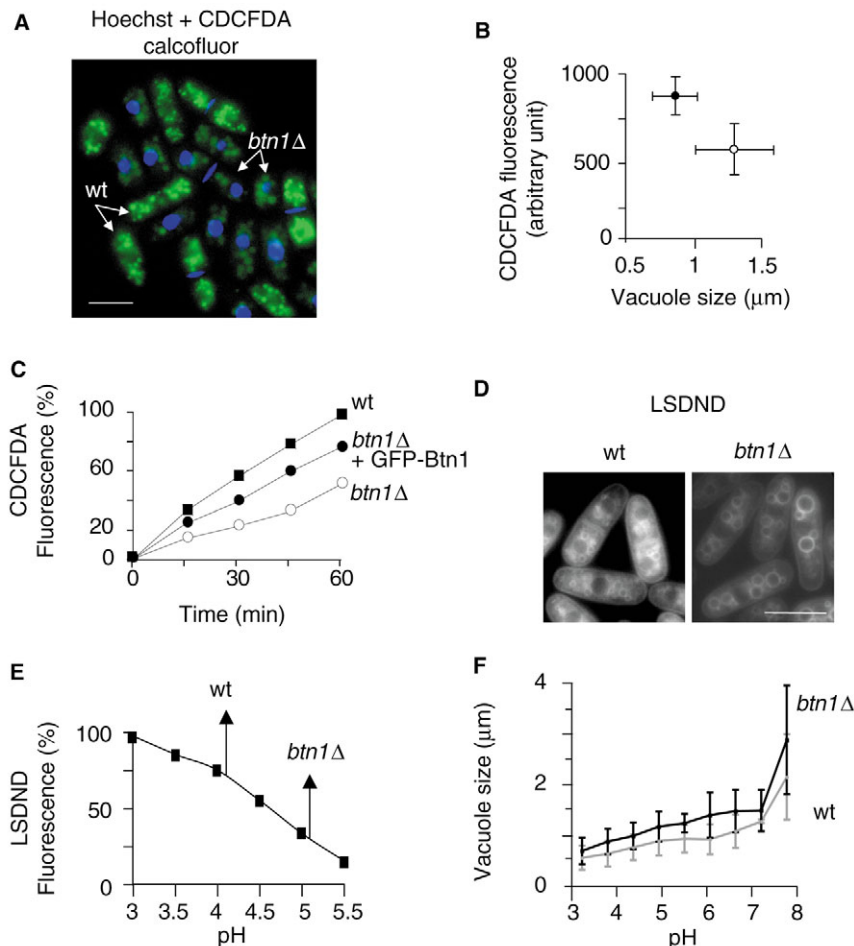 A
Hoechst + CDCFDA
calcofluor
btn1Δ
wt
B
CDCFDA fluorescence
(arbitrary unit)
1000
500
0
0.5
1
1.5
Vacuole size (μm)
C
CDCFDA
Fluorescence (%)
100
60
20
0
wt
btn1Δ
+ GFP-Btn1
btn1Δ
0
30
60
Time (min)
D
LSDND
wt
btn1Δ
E
LSDND
Fluorescence (%)
100
50
0
wt
btn1Δ
3
3.5
4
4.5
5
5.5
pH
F
Vacuole size (μm)
4
2
0
btn1Δ
wt
3
4
5
6
7
8
pH